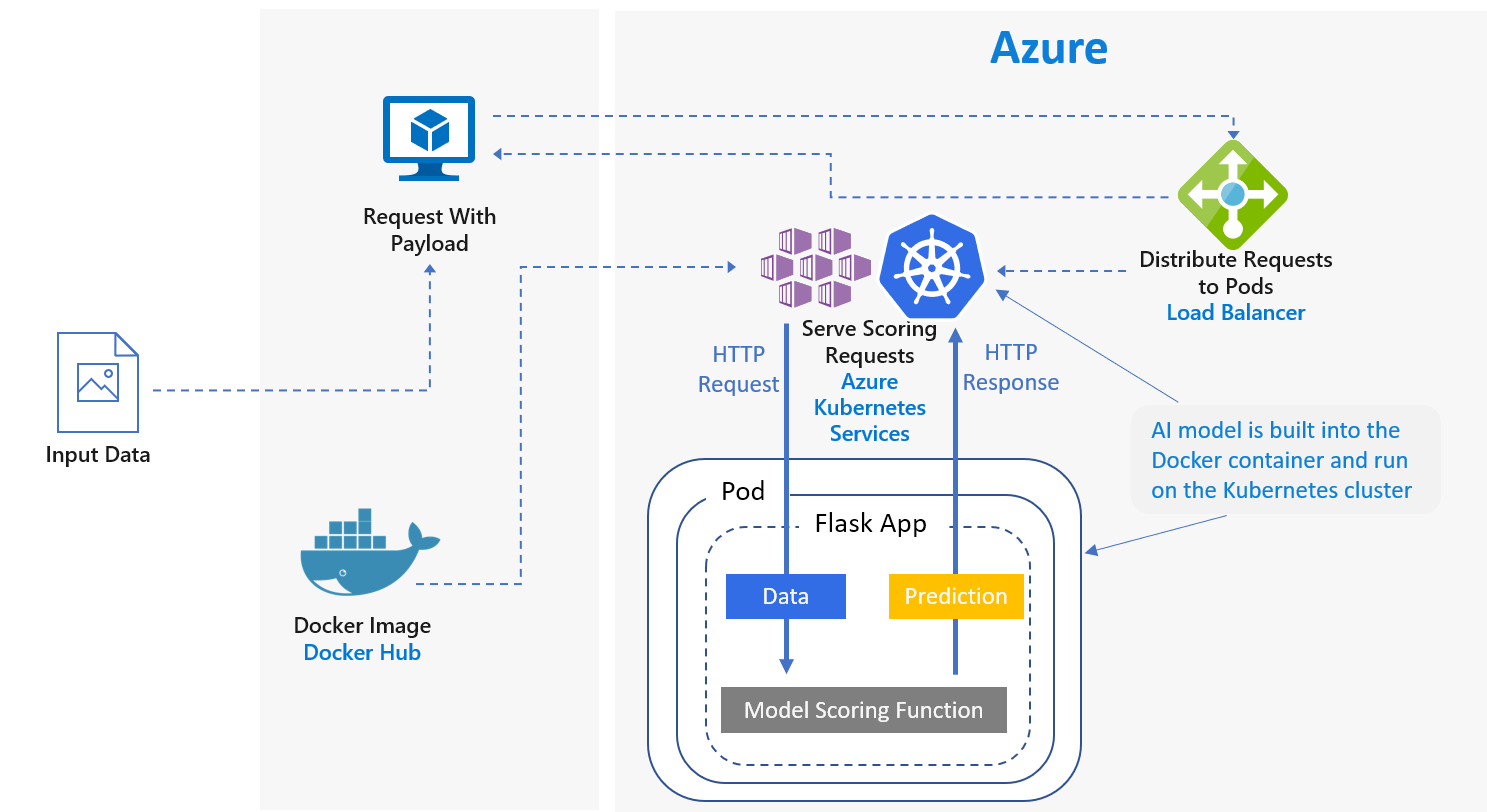 Azure
Request With
Payload
Distribute Requests
to Pods
Load Balancer
Serve Scoring
Requests
Azure
Kubernetes
Services
HTTP
Request
HTTP
Response
Input Data
AI model is built into the
Docker container and run
on the Kubernetes cluster
Pod
Flask App
Data
Prediction
Model Scoring Function
Docker Image
Docker Hub